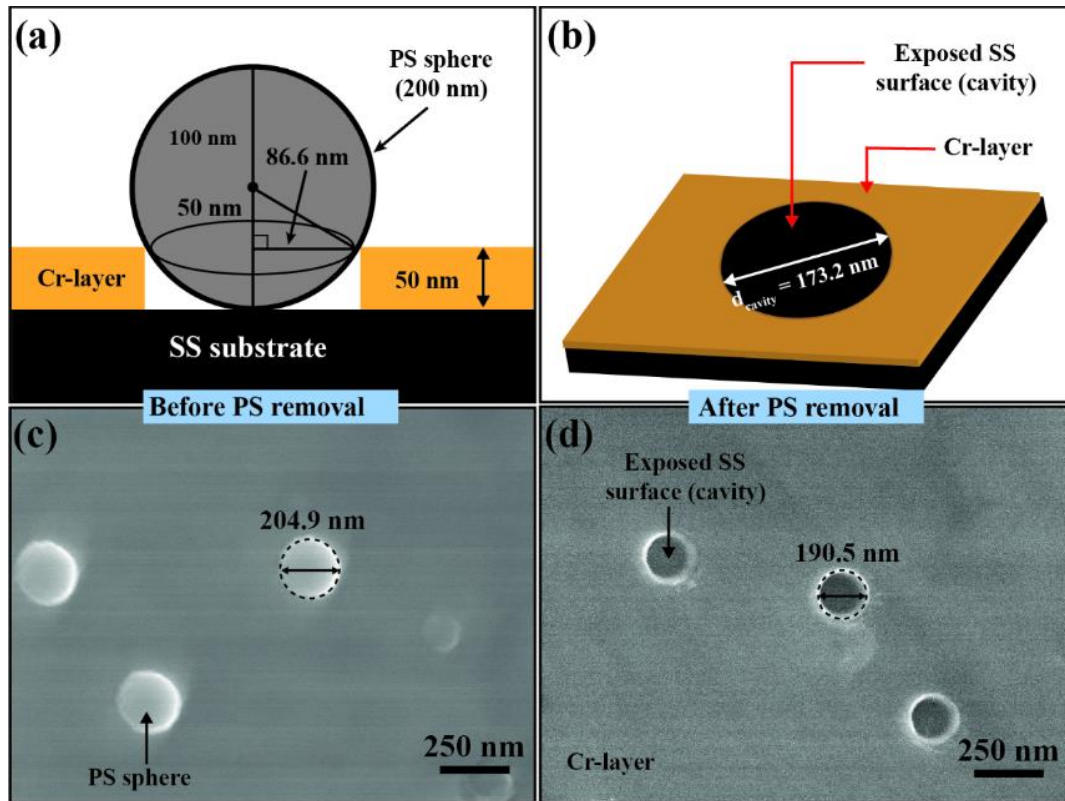 (a)
PS sphere
(200 nm)
100 nm
86.6 nm
50 nm
Cr-layer
50 nm
SS substrate
Before PS removal
(b)
Exposed SS
surface (cavity)
Cr-layer
dcavity = 173.2 nm
After PS removal
(c)
204.9 nm
PS sphere
250 nm
(d)
Exposed SS
surface (cavity)
190.5 nm
Cr-layer
250 nm